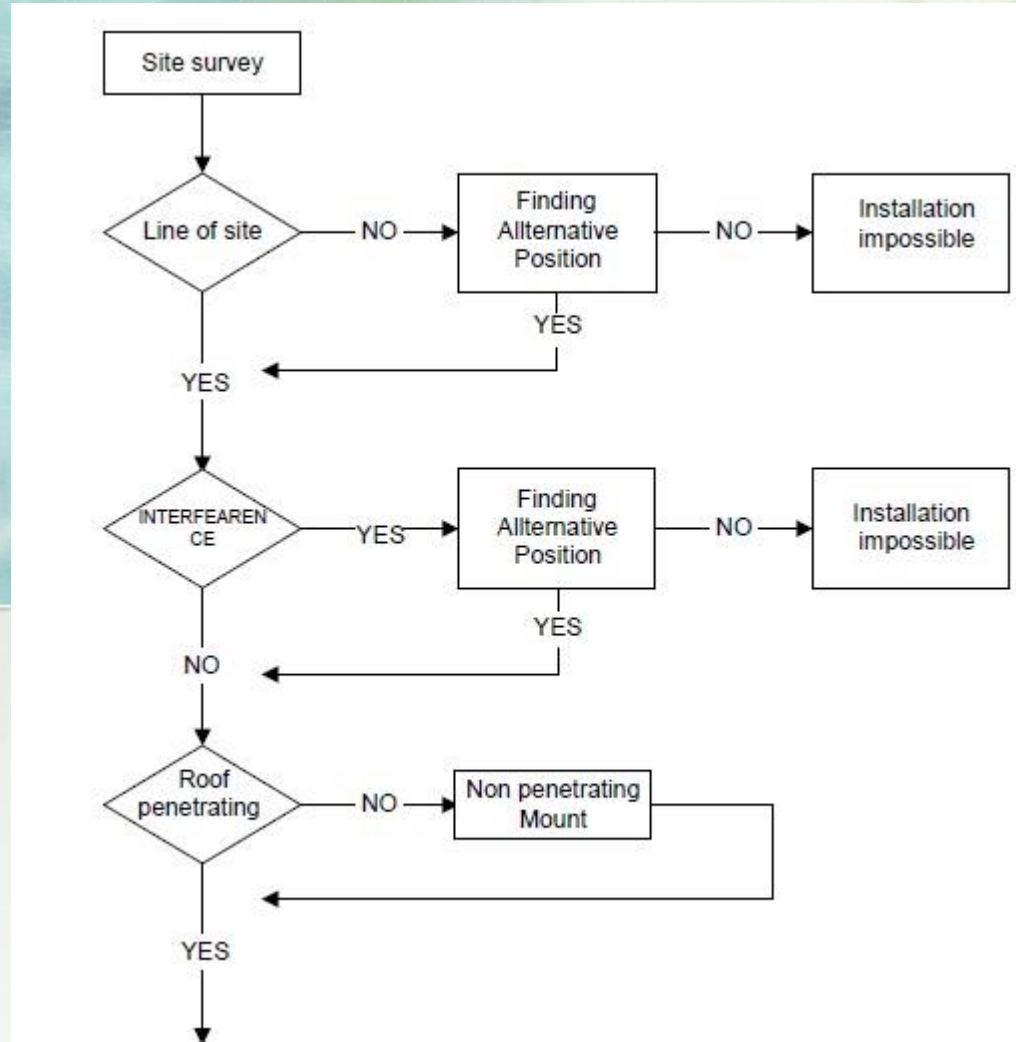 Site survey
Line of site
NO
Finding
Allternative
Position
NO
Installation
impossible
YES
YES
INTERFEAREN
CE
YES
Finding
Allternative
Position
NO
Installation
impossible
YES
NO
Roof
penetrating
NO
Non penetrating
Mount
YES